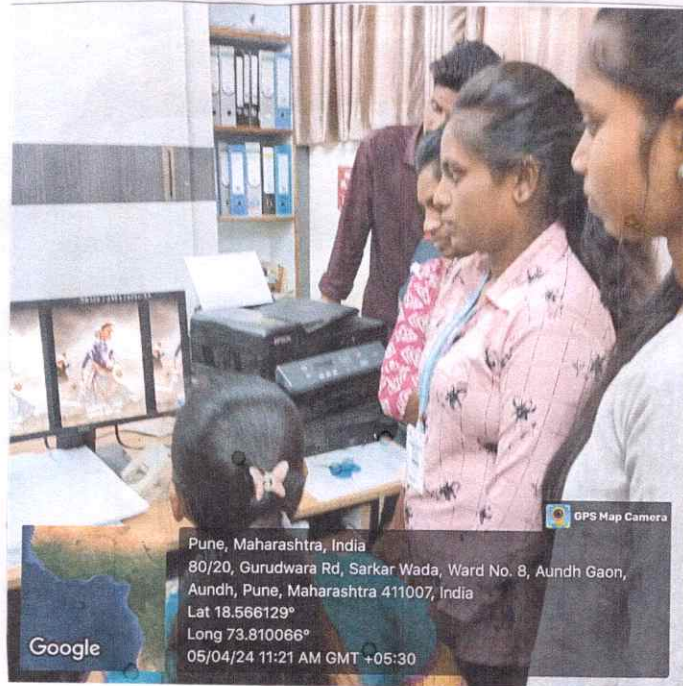 EPSON
GPS Map Camera
Pune, Maharashtra, India
80/20, Gurudwara Rd, Sarkar Wada, Ward No. 8, Aundh Gaon,
Aundh, Pune, Maharashtra 411007, India
Lat 18.566129°
Long 73.810066°
05/04/24 11:21 AM GMT +05:30
Google